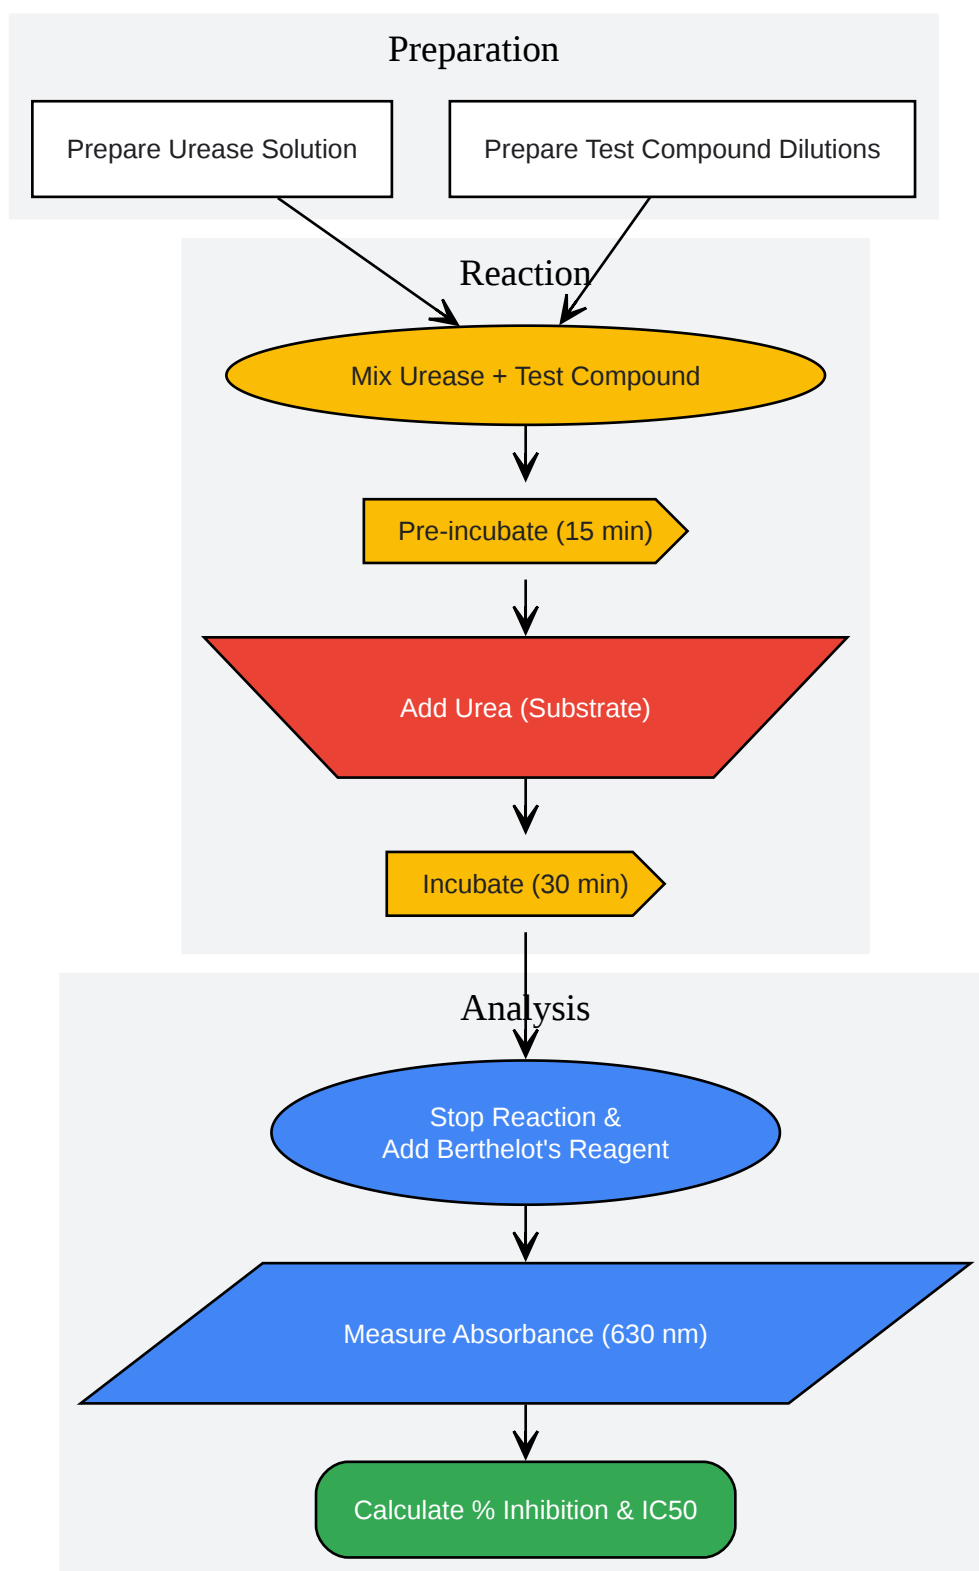 Preparation
Prepare Urease Solution
Prepare Test Compound Dilutions
Reaction
Mix Urease + Test Compound
Pre-incubate (15 min)
Add Urea (Substrate)
Incubate (30 min)
Analysis
Stop Reaction &
Add Berthelot's Reagent
Measure Absorbance (630 nm)
Calculate % Inhibition & IC50